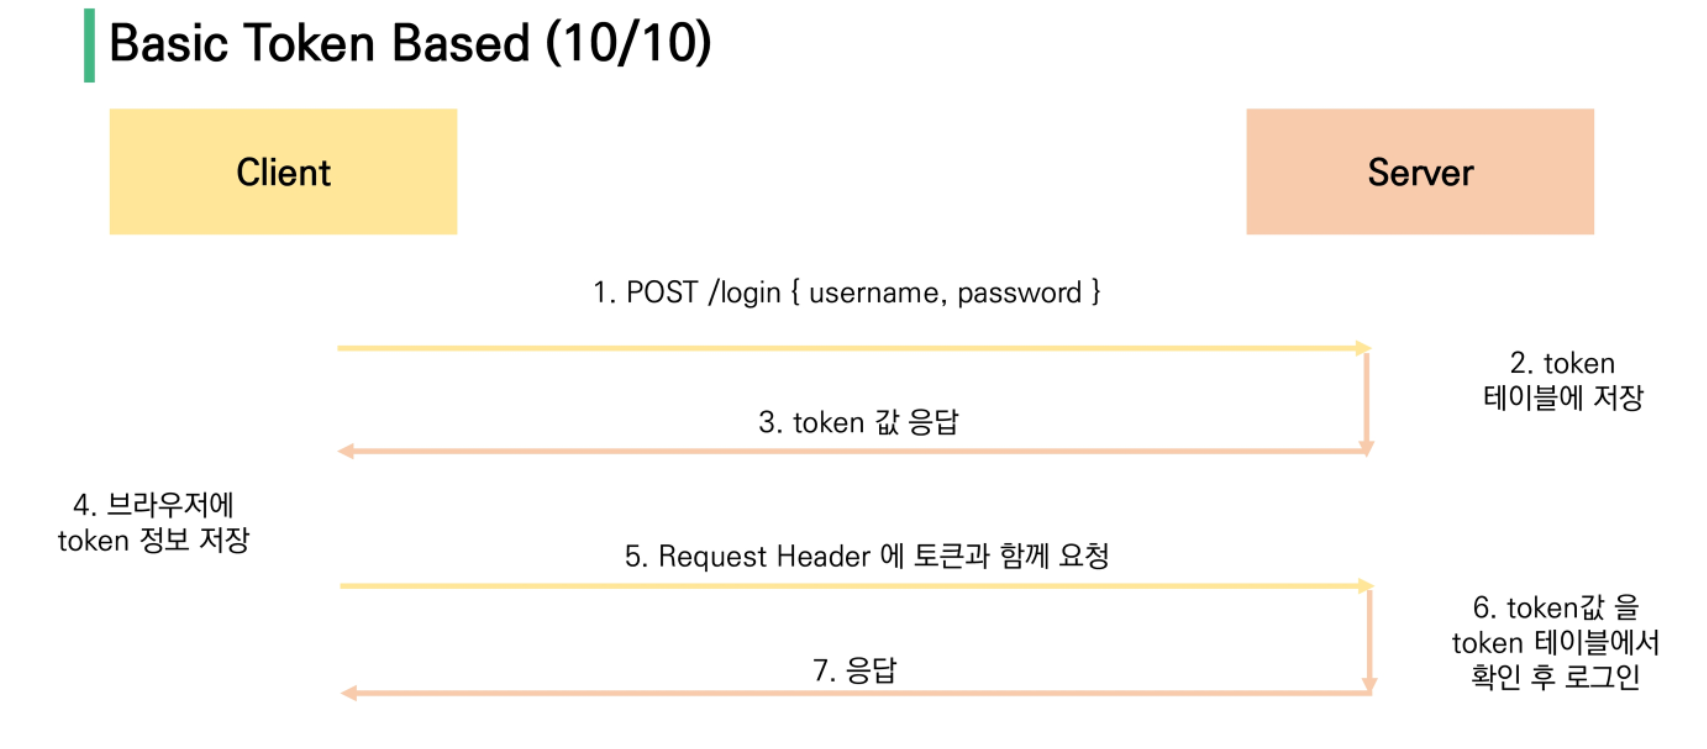 Basic Token Based (10/10)
Client
Server
1. POST /login { username, password }
2. token
테이블에 저장
3. token 값 응답
4. 브라우저에
token 정보 저장
5. Request Header 에 토큰과 함께 요청
6. token값 을
token 테이블에서
확인 후 로그인
7. 응답